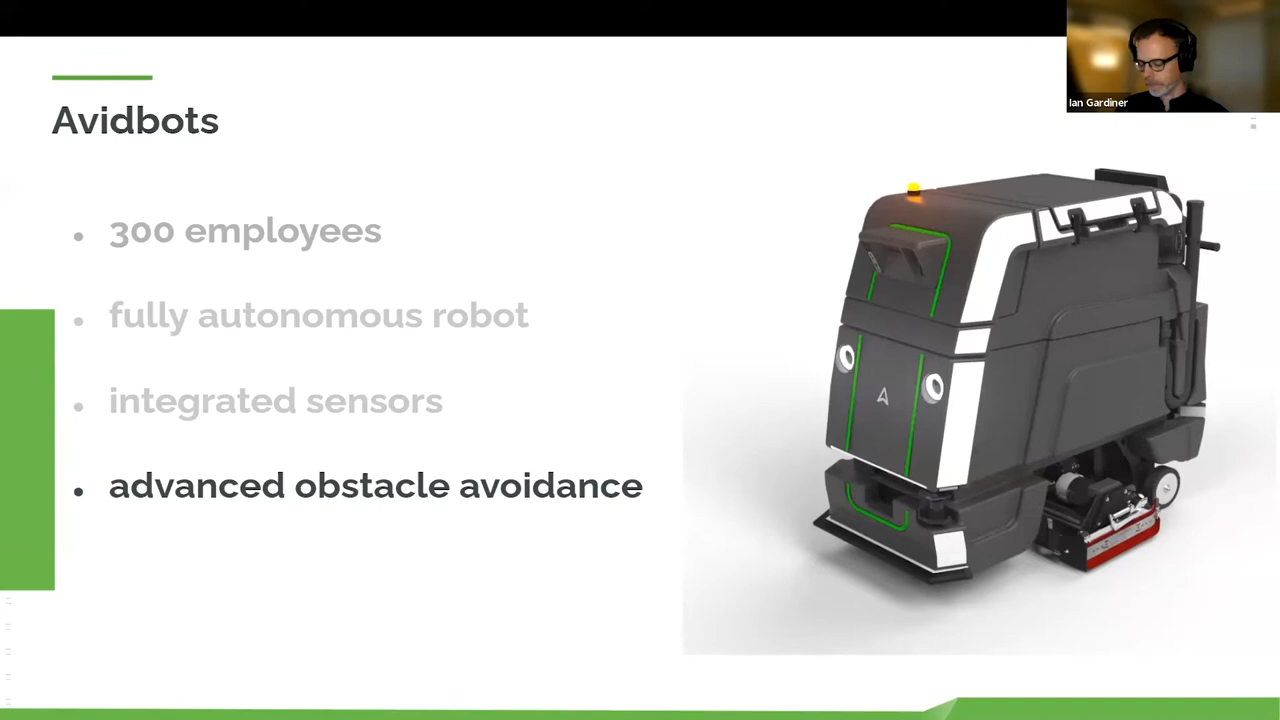 Ian Gardiner
Avidbots
300 employees
fully autonomous robot
integrated sensors
advanced obstacle avoidance